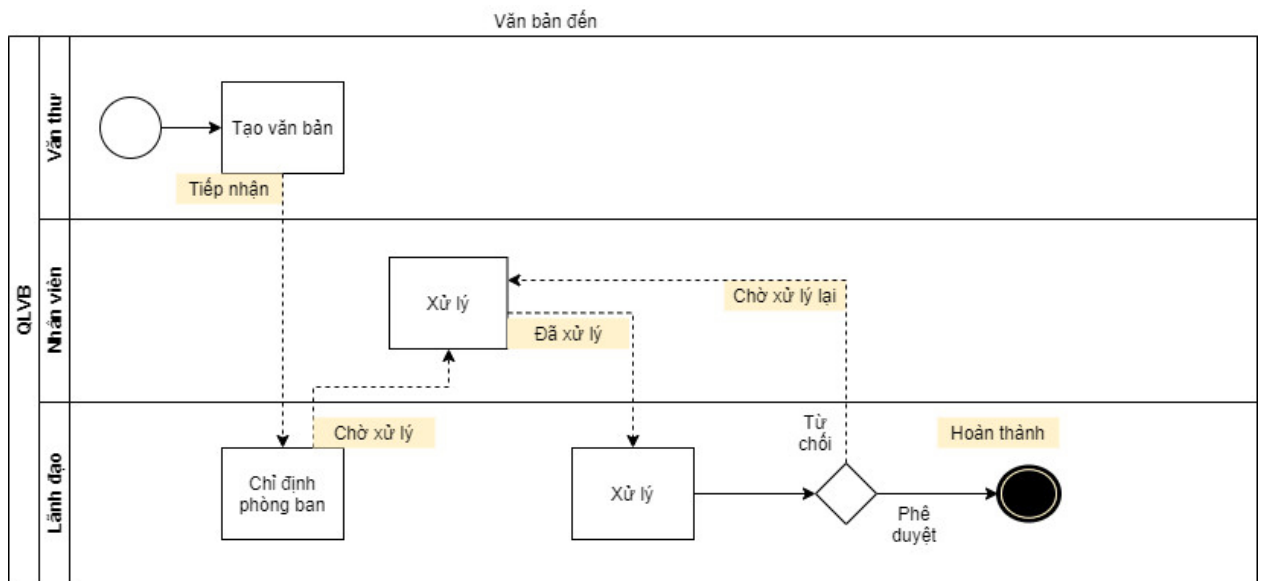 Văn bản đến
QLVB
Văn thư
Tạo văn bản
Tiếp nhận
Nhân viên
Xử lý
Chờ xử lý lại
Đã xử lý
Lãnh đạo
Chờ xử lý
Từ
chối
Hoàn thành
Chỉ định
phòng ban
Xử lý
Phê
duyệt